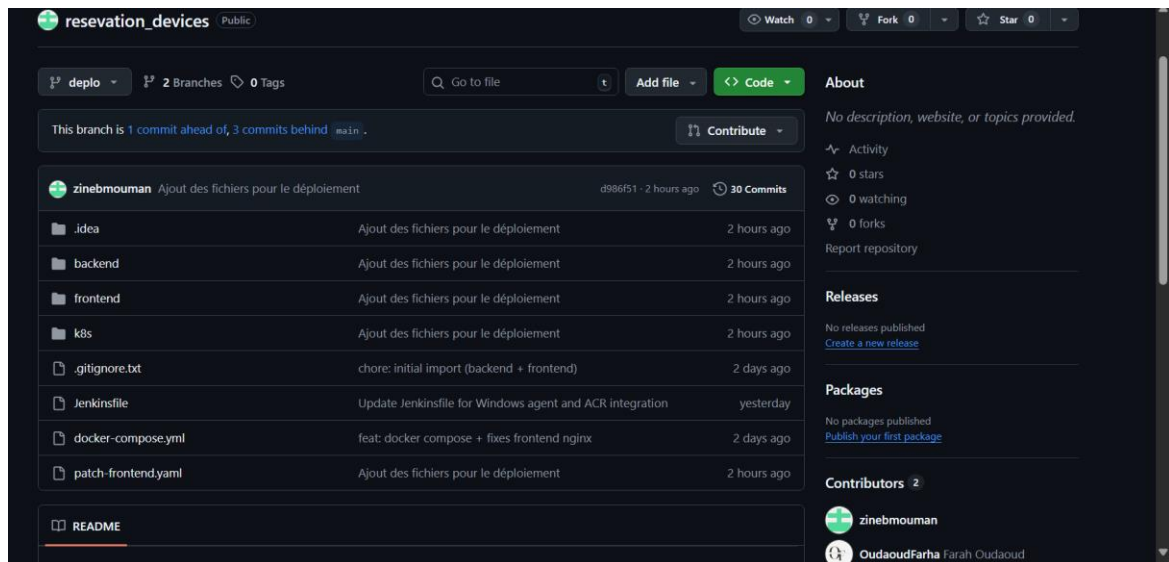 resevation_devices Public
Watch 0
Fork 0
Star 0
deplo
2 Branches
0 Tags
Go to file
t
Add file
<> Code
This branch is 1 commit ahead of, 3 commits behind main .
Contribute
zinebmouman Ajout des fichiers pour le déploiement d986f51 · 2 hours ago 30 Commits
.idea Ajout des fichiers pour le déploiement 2 hours ago
backend Ajout des fichiers pour le déploiement 2 hours ago
frontend Ajout des fichiers pour le déploiement 2 hours ago
k8s Ajout des fichiers pour le déploiement 2 hours ago
.gitignore.txt chore: initial import (backend + frontend) 2 days ago
Jenkinsfile Update Jenkinsfile for Windows agent and ACR integration yesterday
docker-compose.yml feat: docker compose + fixes frontend nginx 2 days ago
patch-frontend.yaml Ajout des fichiers pour le déploiement 2 hours ago
README
About
No description, website, or topics provided.
Activity
0 stars
0 watching
0 forks
Report repository
Releases
No releases published
Create a new release
Packages
No packages published
Publish your first package
Contributors 2
zinebmouman
OudaoudFarha Farah Oudaoud